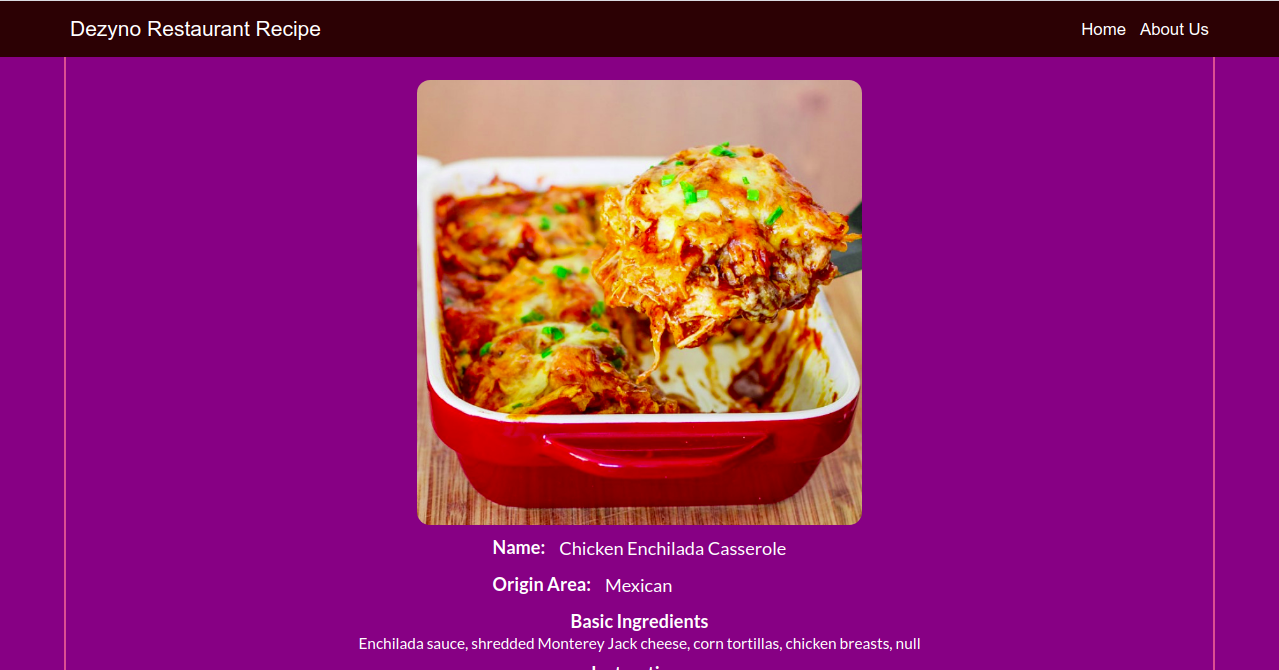 Dezyno Restaurant Recipe
Home About Us
Name: Chicken Enchilada Casserole
Origin Area: Mexican
Basic Ingredients
Enchilada sauce, shredded Monterey Jack cheese, corn tortillas, chicken breasts, null